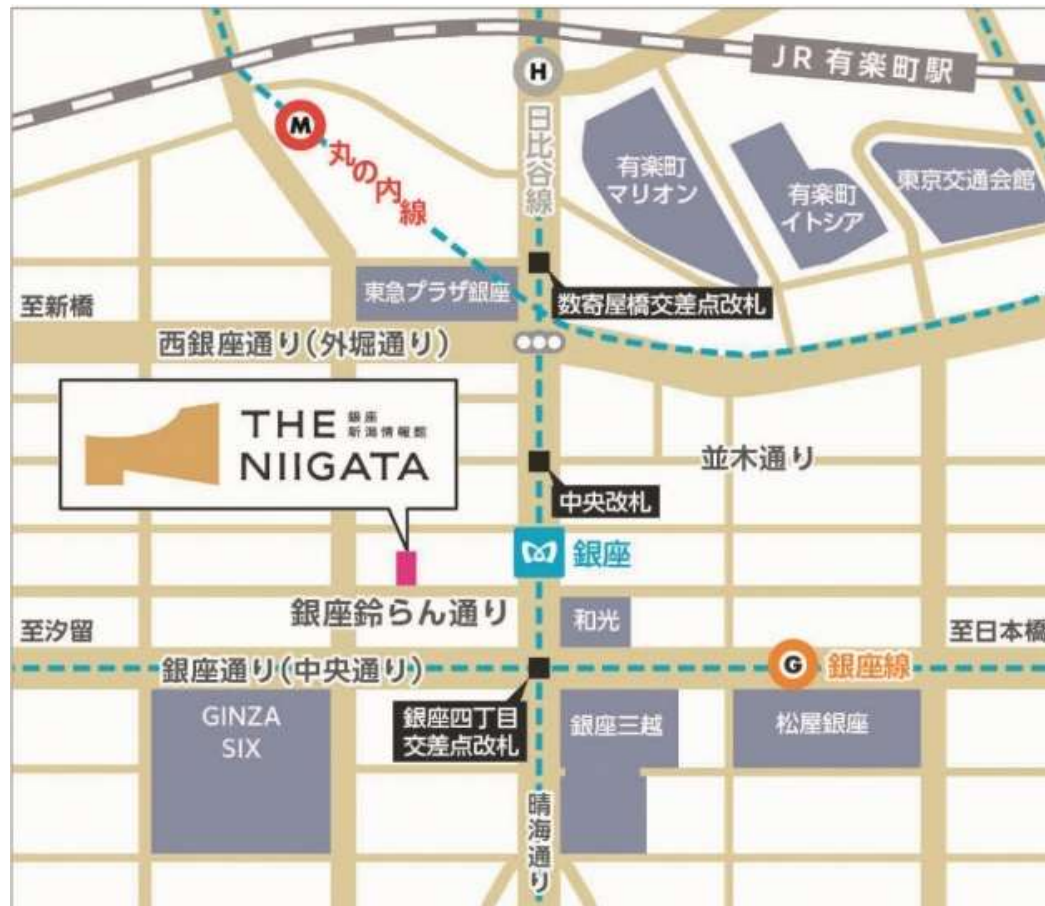 JR 有楽町駅
H
日比谷線
M
丸の内線
有楽町
マリオン
有楽町
イトシア
東京交通会館
東急プラザ銀座
数寄屋橋交差点改札
至新橋
西銀座通り(外堀通り)
THE
銀座
新潟情報館
NIIGATA
並木通り
中央改札
銀座
銀座鈴らん通り
和光
至汐留
至日本橋
銀座通り(中央通り)
G
銀座線
GINZA
SIX
銀座四丁目
交差点改札
銀座三越
松屋銀座
晴海通り